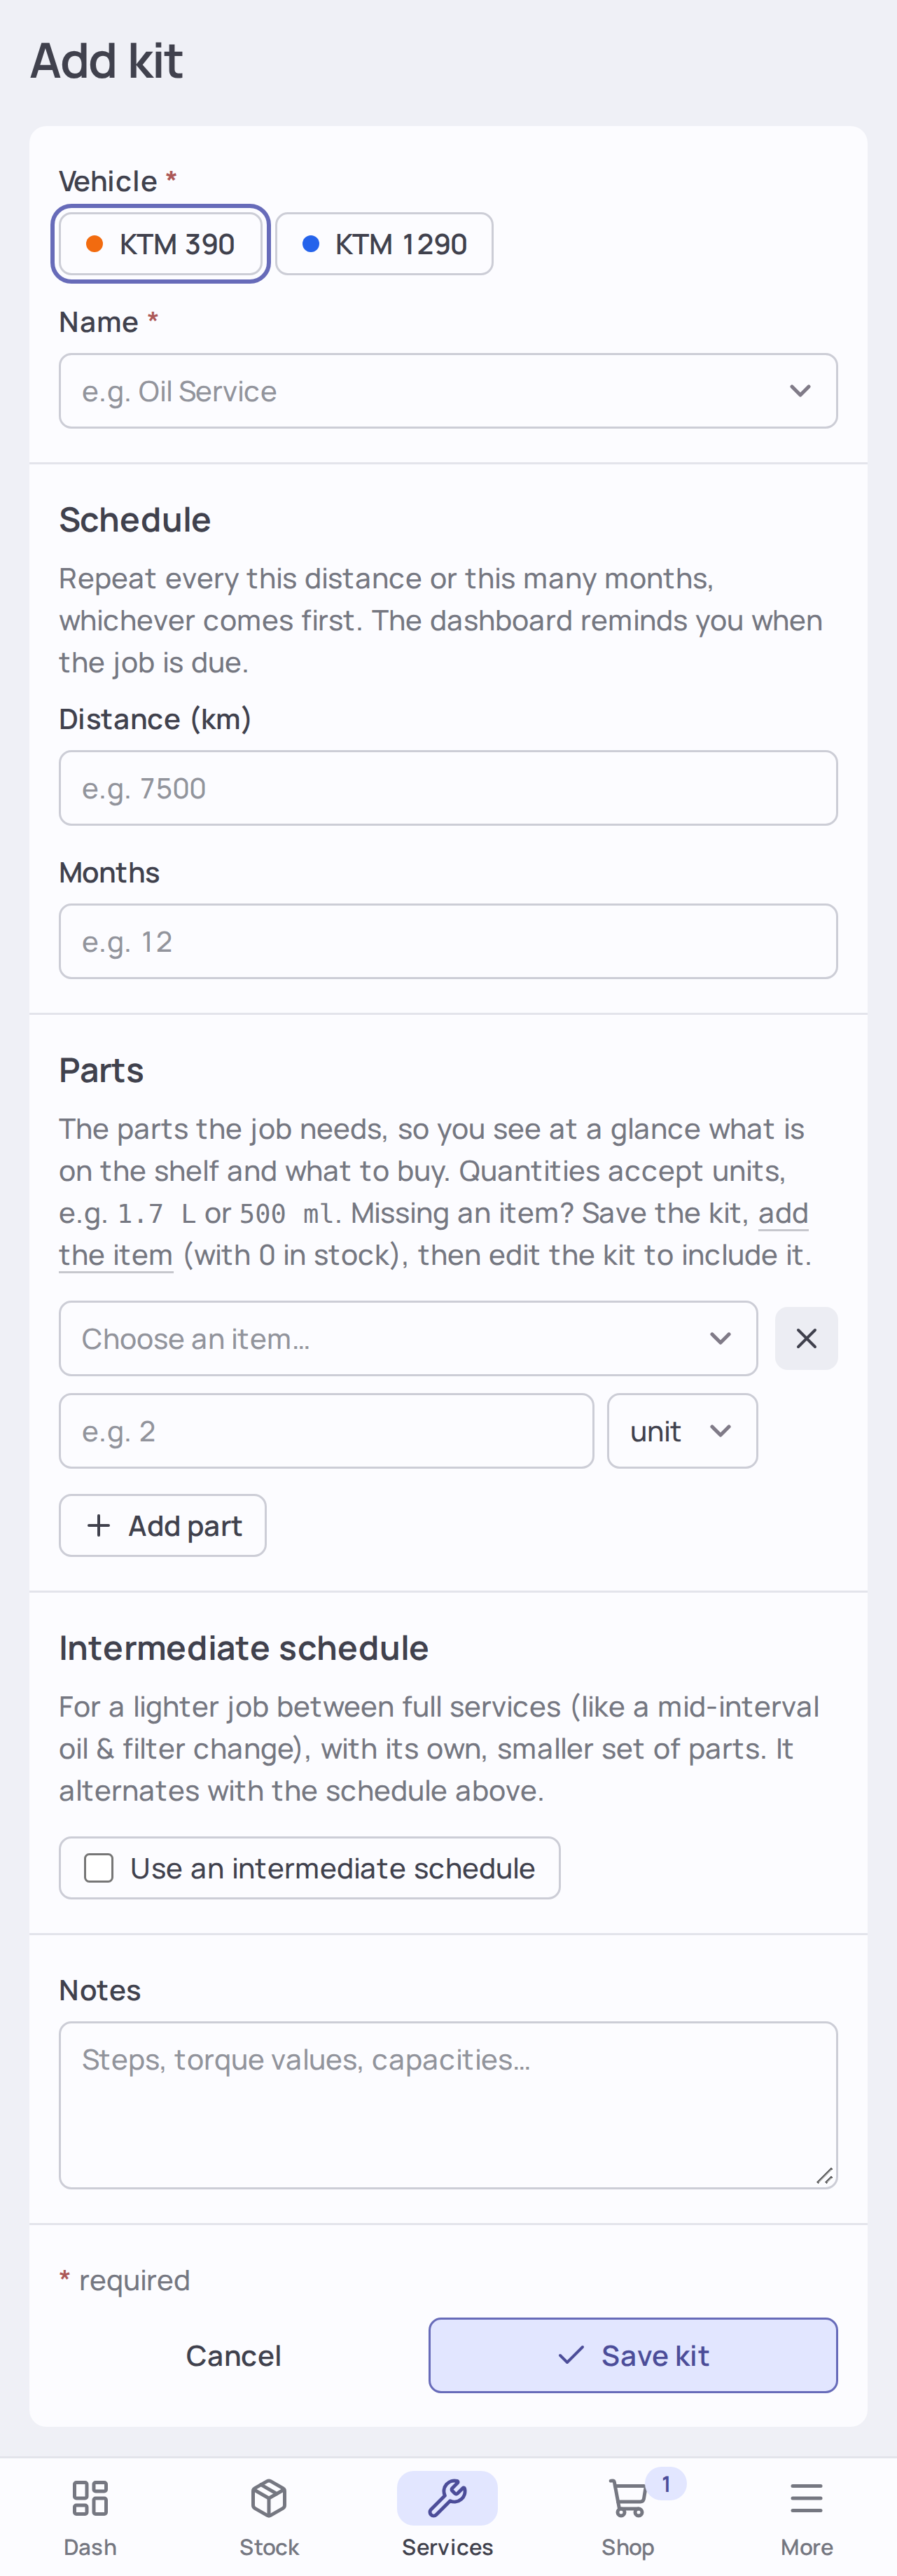 Add kit
Vehicle *
KTM 390
KTM 1290
Name *
e.g. Oil Service
Schedule
Repeat every this distance or this many months,
whichever comes first. The dashboard reminds you when
the job is due.
Distance (km)
e.g. 7500
Months
e.g. 12
Parts
The parts the job needs, so you see at a glance what is
on the shelf and what to buy. Quantities accept units,
e.g. 1.7 L or 500 ml. Missing an item? Save the kit, add
the item (with 0 in stock), then edit the kit to include it.
Choose an item…
e.g. 2
unit
Add part
Intermediate schedule
For a lighter job between full services (like a mid-interval
oil & filter change), with its own, smaller set of parts. It
alternates with the schedule above.
Use an intermediate schedule
Notes
Steps, torque values, capacities…
* required
Cancel
Save kit
1
Dash
Stock
Services
Shop
More